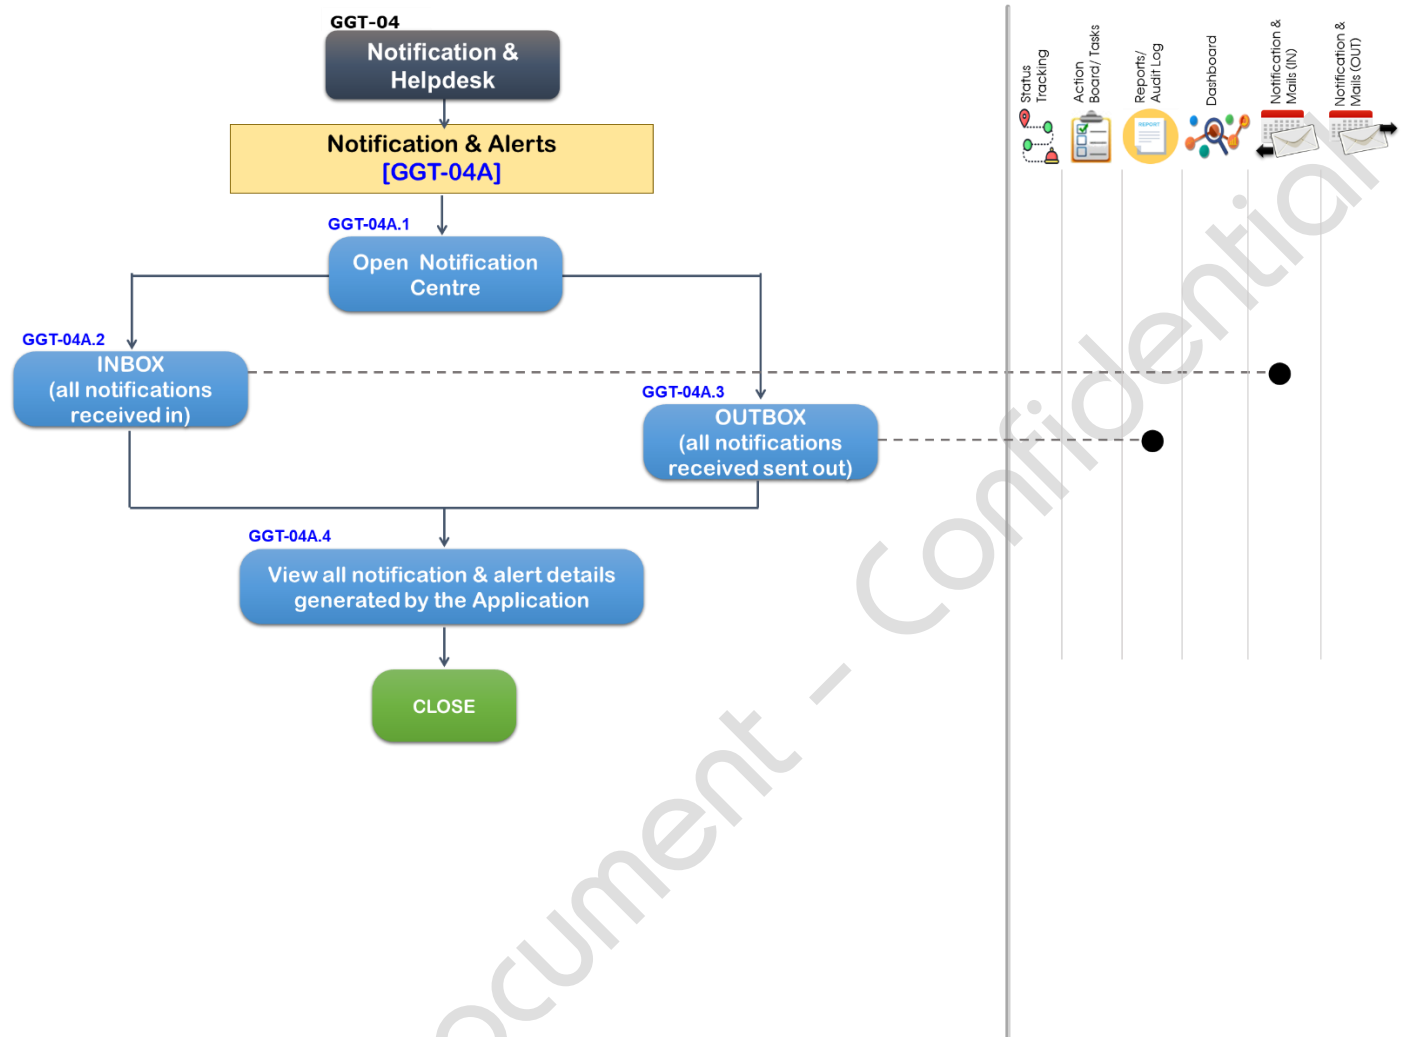 GGT-04
Notification &
Helpdesk
Notification & Alerts
[GGT-04A]
GGT-04A.1
Open Notification
Centre
GGT-04A.2
INBOX
(all notifications
received in)
GGT-04A.3
OUTBOX
(all notifications
received sent out)
GGT-04A.4
View all notification & alert details
generated by the Application
CLOSE
Status
Tracking
Action
Board/ Tasks
Reports/
Audit Log
Dashboard
Notification &
Mails (IN)
Notification &
Mails (OUT)
REPORT
ocument - Confidential